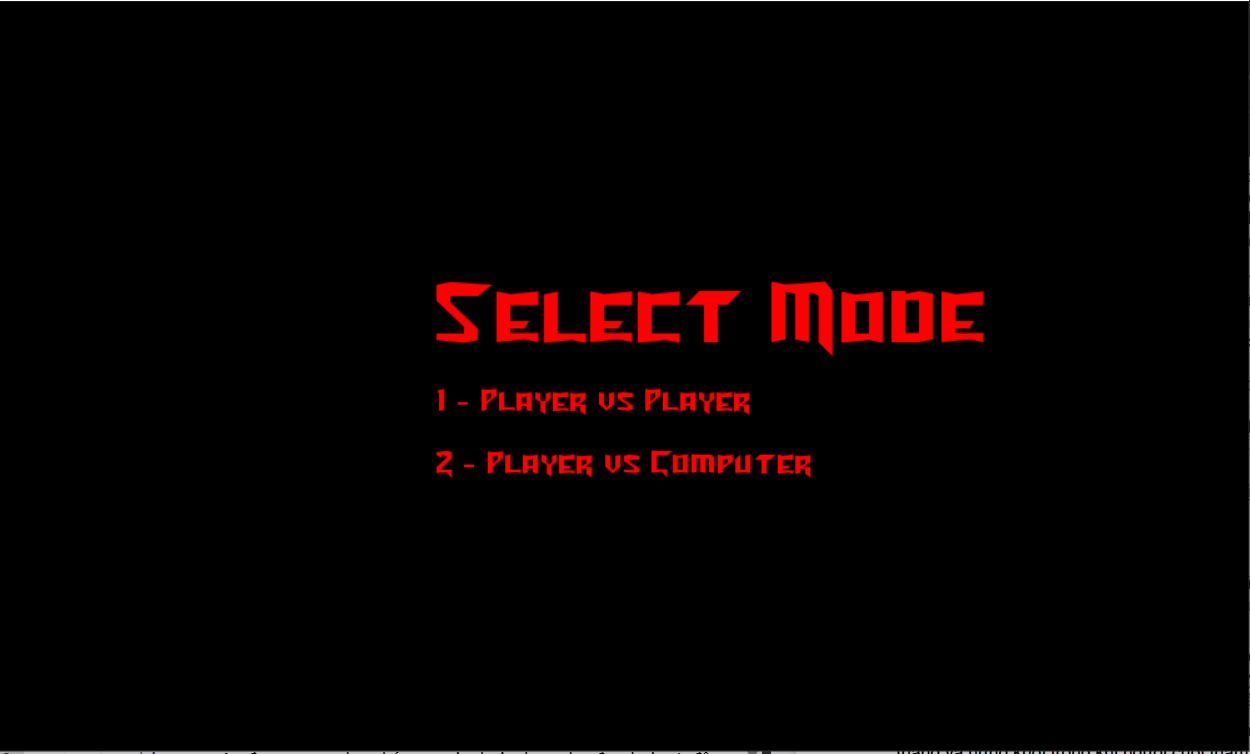 Select Mode
1 - Player vs Player
2 - Player vs Computer